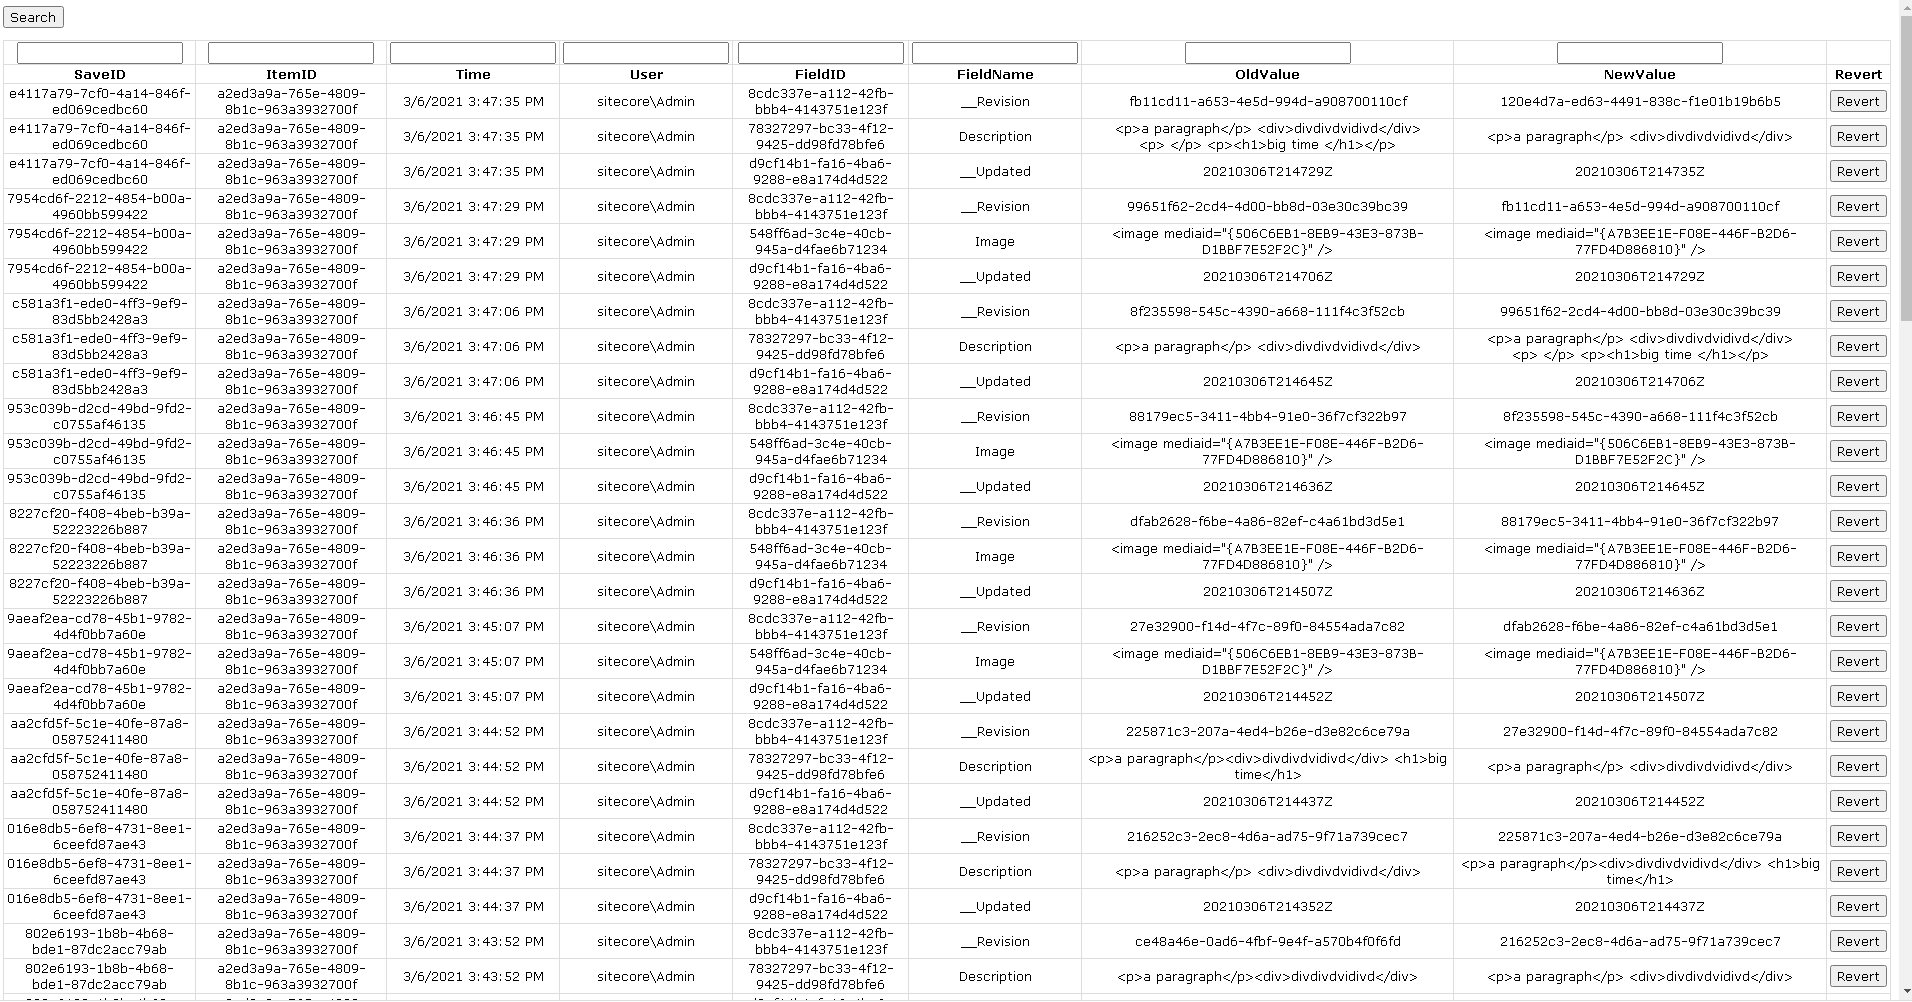 Search
SaveID ItemID Time User FieldID FieldName OldValue NewValue Revert
e4117a79-7cf0-4a14-846f- a2ed3a9a-765e-4809- 3/6/2021 3:47:35 PM sitecore\Admin 8cdc337e-a112-42fb- __Revision fb11cd11-a653-4e5d-994d-a908700110cf 120e4d7a-ed63-4491-838c-f1e01b19b6b5 Revert
ed069cedbc60 8b1c-963a3932700f bbb4-4143751e123f
e4117a79-7cf0-4a14-846f- a2ed3a9a-765e-4809- 3/6/2021 3:47:35 PM sitecore\Admin 78327297-bc33-4f12- Description <p>a paragraph</p> <div>divdivdvidivd</div> <p>a paragraph</p> <div>divdivdvidivd</div> Revert
ed069cedbc60 8b1c-963a3932700f 9425-dd98fd78bfe6 <p> </p> <p><h1>big time </h1></p>
e4117a79-7cf0-4a14-846f- a2ed3a9a-765e-4809- 3/6/2021 3:47:35 PM sitecore\Admin d9cf14b1-fa16-4ba6- __Updated 20210306T214729Z 20210306T214735Z Revert
ed069cedbc60 8b1c-963a3932700f 9288-e8a174d4d522
7954cd6f-2212-4854-b00a- a2ed3a9a-765e-4809- 3/6/2021 3:47:29 PM sitecore\Admin 8cdc337e-a112-42fb- __Revision 99651f62-2cd4-4d00-bb8d-03e30c39bc39 fb11cd11-a653-4e5d-994d-a908700110cf Revert
4960bb599422 8b1c-963a3932700f bbb4-4143751e123f
7954cd6f-2212-4854-b00a- a2ed3a9a-765e-4809- 3/6/2021 3:47:29 PM sitecore\Admin 548ff6ad-3c4e-40cb- Image <image mediaid="{506C6EB1-8EB9-43E3-873B- <image mediaid="{A7B3EE1E-F08E-446F-B2D6- Revert
4960bb599422 8b1c-963a3932700f 945a-d4fae6b71234 D1BBF7E52F2C}" /> 77FD4D886810}" />
7954cd6f-2212-4854-b00a- a2ed3a9a-765e-4809- 3/6/2021 3:47:29 PM sitecore\Admin d9cf14b1-fa16-4ba6- __Updated 20210306T214706Z 20210306T214729Z Revert
4960bb599422 8b1c-963a3932700f 9288-e8a174d4d522
c581a3f1-ede0-4ff3-9ef9- a2ed3a9a-765e-4809- 3/6/2021 3:47:06 PM sitecore\Admin 8cdc337e-a112-42fb- __Revision 8f235598-545c-4390-a668-111f4c3f52cb 99651f62-2cd4-4d00-bb8d-03e30c39bc39 Revert
83d5bb2428a3 8b1c-963a3932700f bbb4-4143751e123f
c581a3f1-ede0-4ff3-9ef9- a2ed3a9a-765e-4809- 3/6/2021 3:47:06 PM sitecore\Admin 78327297-bc33-4f12- Description <p>a paragraph</p> <div>divdivdvidivd</div> <p>a paragraph</p> <div>divdivdvidivd</div> Revert
83d5bb2428a3 8b1c-963a3932700f 9425-dd98fd78bfe6 <p> </p> <p><h1>big time </h1></p>
c581a3f1-ede0-4ff3-9ef9- a2ed3a9a-765e-4809- 3/6/2021 3:47:06 PM sitecore\Admin d9cf14b1-fa16-4ba6- __Updated 20210306T214645Z 20210306T214706Z Revert
83d5bb2428a3 8b1c-963a3932700f 9288-e8a174d4d522
953c039b-d2cd-49bd-9fd2- a2ed3a9a-765e-4809- 3/6/2021 3:46:45 PM sitecore\Admin 8cdc337e-a112-42fb- __Revision 88179ec5-3411-4bb4-91e0-36f7cf322b97 8f235598-545c-4390-a668-111f4c3f52cb Revert
c0755af46135 8b1c-963a3932700f bbb4-4143751e123f
953c039b-d2cd-49bd-9fd2- a2ed3a9a-765e-4809- 3/6/2021 3:46:45 PM sitecore\Admin 548ff6ad-3c4e-40cb- Image <image mediaid="{A7B3EE1E-F08E-446F-B2D6- <image mediaid="{506C6EB1-8EB9-43E3-873B- Revert
c0755af46135 8b1c-963a3932700f 945a-d4fae6b71234 77FD4D886810}" /> D1BBF7E52F2C}" />
953c039b-d2cd-49bd-9fd2- a2ed3a9a-765e-4809- 3/6/2021 3:46:45 PM sitecore\Admin d9cf14b1-fa16-4ba6- __Updated 20210306T214636Z 20210306T214645Z Revert
c0755af46135 8b1c-963a3932700f 9288-e8a174d4d522
8227cf20-f408-4beb-b39a- a2ed3a9a-765e-4809- 3/6/2021 3:46:36 PM sitecore\Admin 8cdc337e-a112-42fb- __Revision dfab2628-f6be-4a86-82ef-c4a61bd3d5e1 88179ec5-3411-4bb4-91e0-36f7cf322b97 Revert
52223226b887 8b1c-963a3932700f bbb4-4143751e123f
8227cf20-f408-4beb-b39a- a2ed3a9a-765e-4809- 3/6/2021 3:46:36 PM sitecore\Admin 548ff6ad-3c4e-40cb- Image <image mediaid="{A7B3EE1E-F08E-446F-B2D6- <image mediaid="{A7B3EE1E-F08E-446F-B2D6- Revert
52223226b887 8b1c-963a3932700f 945a-d4fae6b71234 77FD4D886810}" /> 77FD4D886810}" />
8227cf20-f408-4beb-b39a- a2ed3a9a-765e-4809- 3/6/2021 3:46:36 PM sitecore\Admin d9cf14b1-fa16-4ba6- __Updated 20210306T214507Z 20210306T214636Z Revert
52223226b887 8b1c-963a3932700f 9288-e8a174d4d522
9aeaf2ea-cd78-45b1-9782- a2ed3a9a-765e-4809- 3/6/2021 3:45:07 PM sitecore\Admin 8cdc337e-a112-42fb- __Revision 27e32900-f14d-4f7c-89f0-84554ada7c82 dfab2628-f6be-4a86-82ef-c4a61bd3d5e1 Revert
4d4f0bb7a60e 8b1c-963a3932700f bbb4-4143751e123f
9aeaf2ea-cd78-45b1-9782- a2ed3a9a-765e-4809- 3/6/2021 3:45:07 PM sitecore\Admin 548ff6ad-3c4e-40cb- Image <image mediaid="{506C6EB1-8EB9-43E3-873B- <image mediaid="{A7B3EE1E-F08E-446F-B2D6- Revert
4d4f0bb7a60e 8b1c-963a3932700f 945a-d4fae6b71234 D1BBF7E52F2C}" /> 77FD4D886810}" />
9aeaf2ea-cd78-45b1-9782- a2ed3a9a-765e-4809- 3/6/2021 3:45:07 PM sitecore\Admin d9cf14b1-fa16-4ba6- __Updated 20210306T214452Z 20210306T214507Z Revert
4d4f0bb7a60e 8b1c-963a3932700f 9288-e8a174d4d522
aa2cfd5f-5c1e-40fe-87a8- a2ed3a9a-765e-4809- 3/6/2021 3:44:52 PM sitecore\Admin 8cdc337e-a112-42fb- __Revision 225871c3-207a-4ed4-b26e-d3e82c6ce79a 27e32900-f14d-4f7c-89f0-84554ada7c82 Revert
058752411480 8b1c-963a3932700f bbb4-4143751e123f
aa2cfd5f-5c1e-40fe-87a8- a2ed3a9a-765e-4809- 3/6/2021 3:44:52 PM sitecore\Admin 78327297-bc33-4f12- Description <p>a paragraph</p><div>divdivdvidivd</div> <h1>big <p>a paragraph</p> <div>divdivdvidivd</div> Revert
058752411480 8b1c-963a3932700f 9425-dd98fd78bfe6 time</h1>
aa2cfd5f-5c1e-40fe-87a8- a2ed3a9a-765e-4809- 3/6/2021 3:44:52 PM sitecore\Admin d9cf14b1-fa16-4ba6- __Updated 20210306T214437Z 20210306T214452Z Revert
058752411480 8b1c-963a3932700f 9288-e8a174d4d522
016e8db5-6ef8-4731-8ee1- a2ed3a9a-765e-4809- 3/6/2021 3:44:37 PM sitecore\Admin 8cdc337e-a112-42fb- __Revision 216252c3-2ec8-4d6a-ad75-9f71a739cec7 225871c3-207a-4ed4-b26e-d3e82c6ce79a Revert
6ceefd87ae43 8b1c-963a3932700f bbb4-4143751e123f
016e8db5-6ef8-4731-8ee1- a2ed3a9a-765e-4809- 3/6/2021 3:44:37 PM sitecore\Admin 78327297-bc33-4f12- Description <p>a paragraph</p> <div>divdivdvidivd</div> <p>a paragraph</p><div>divdivdvidivd</div> <h1>big Revert
6ceefd87ae43 8b1c-963a3932700f 9425-dd98fd78bfe6 time</h1>
016e8db5-6ef8-4731-8ee1- a2ed3a9a-765e-4809- 3/6/2021 3:44:37 PM sitecore\Admin d9cf14b1-fa16-4ba6- __Updated 20210306T214352Z 20210306T214437Z Revert
6ceefd87ae43 8b1c-963a3932700f 9288-e8a174d4d522
802e6193-1b8b-4b68- a2ed3a9a-765e-4809- 3/6/2021 3:43:52 PM sitecore\Admin 8cdc337e-a112-42fb- __Revision ce48a46e-0ad6-4fbf-9e4f-a570b4f0f6fd 216252c3-2ec8-4d6a-ad75-9f71a739cec7 Revert
bde1-87dc2acc79ab 8b1c-963a3932700f bbb4-4143751e123f
802e6193-1b8b-4b68- a2ed3a9a-765e-4809- 3/6/2021 3:43:52 PM sitecore\Admin 78327297-bc33-4f12- Description <p>a paragraph</p><div>divdivdvidivd</div> <p>a paragraph</p> <div>divdivdvidivd</div> Revert
bde1-87dc2acc79ab 8b1c-963a3932700f 9425-dd98fd78bfe6